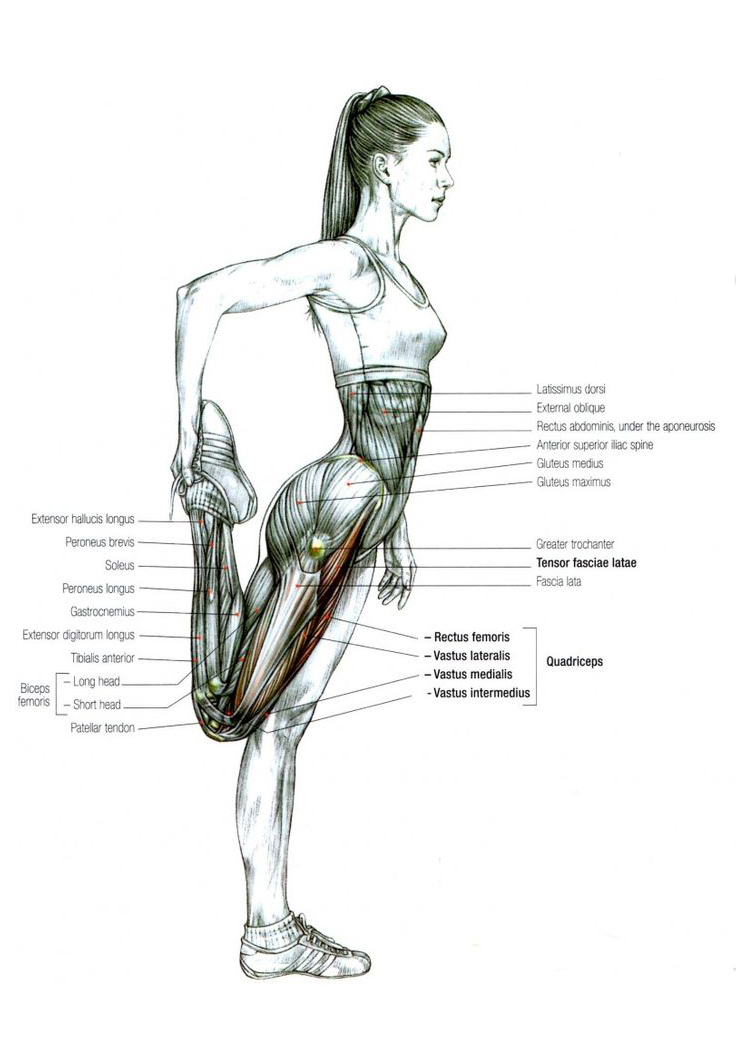 Latissimus dorsi
External oblique
Rectus abdominis, under the aponeurosis
Anterior superior iliac spine
Gluteus medius
Gluteus maximus
Extensor hallucis longus
Peroneus brevis
Soleus
Peroneus longus
Gastrocnemius
Extensor digitorum longus
Tibialis anterior
Biceps
femoris
– Long head
– Short head
Patellar tendon
Greater trochanter
Tensor fasciae latae
Fascia lata
– Rectus femoris
– Vastus lateralis
– Vastus medialis
- Vastus intermedius
Quadriceps